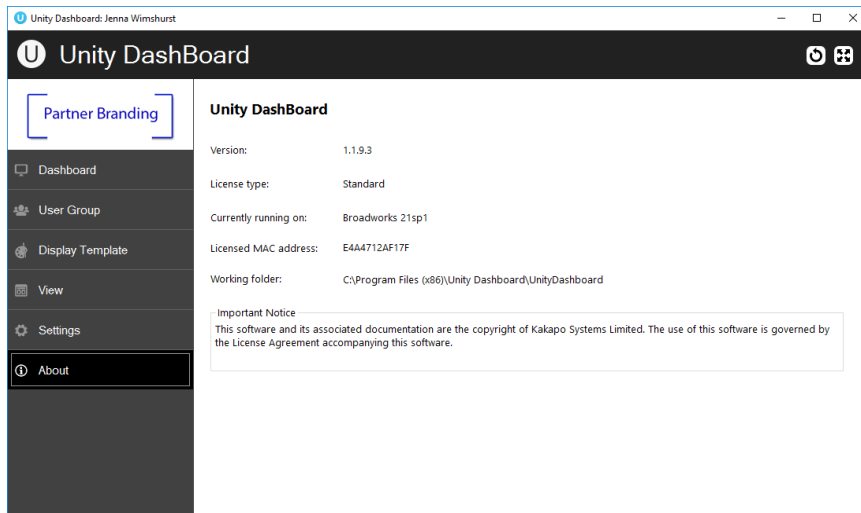 Unity Dashboard: Jenna Wimshurst
U Unity DashBoard
Partner Branding
Dashboard
User Group
Display Template
View
Settings
About
Unity DashBoard
Version: 1.1.9.3
License type: Standard
Currently running on: Broadworks 21sp1
Licensed MAC address: E4A4712AF17F
Working folder: C:\Program Files (x86)\Unity Dashboard\UnityDashboard
Important Notice
This software and its associated documentation are the copyright of Kakapo Systems Limited. The use of this software is governed by
the License Agreement accompanying this software.